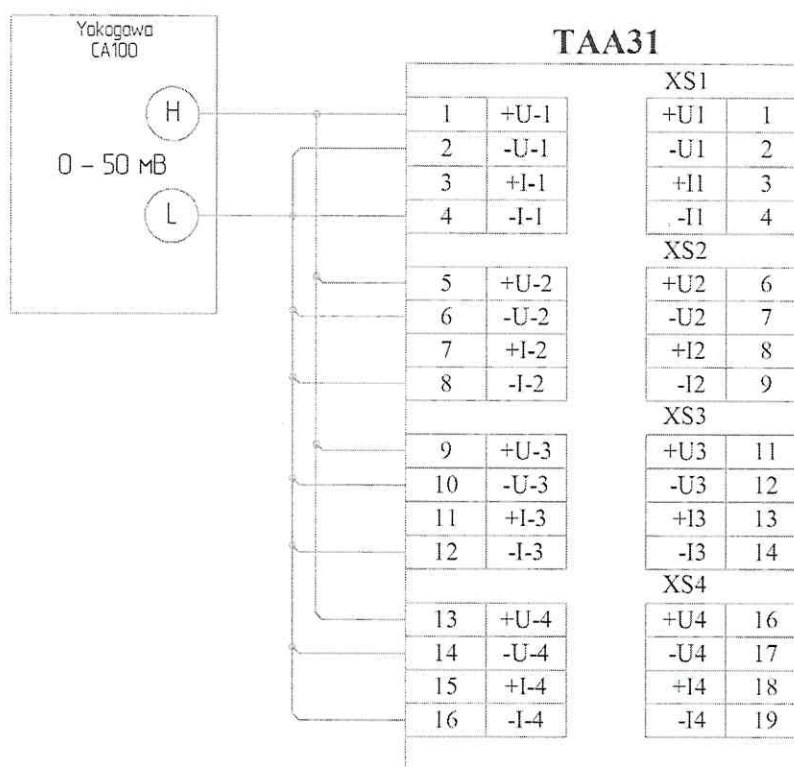 Yokogawa
CA100
H
0 – 50 мВ
L
TAA31
XS1
1 +U-1 +U1 1
2 -U-1 -U1 2
3 +I-1 +I1 3
4 -I-1 -I1 4
XS2
5 +U-2 +U2 6
6 -U-2 -U2 7
7 +I-2 +I2 8
8 -I-2 -I2 9
XS3
9 +U-3 +U3 11
10 -U-3 -U3 12
11 +I-3 +I3 13
12 -I-3 -I3 14
XS4
13 +U-4 +U4 16
14 -U-4 -U4 17
15 +I-4 +I4 18
16 -I-4 -I4 19